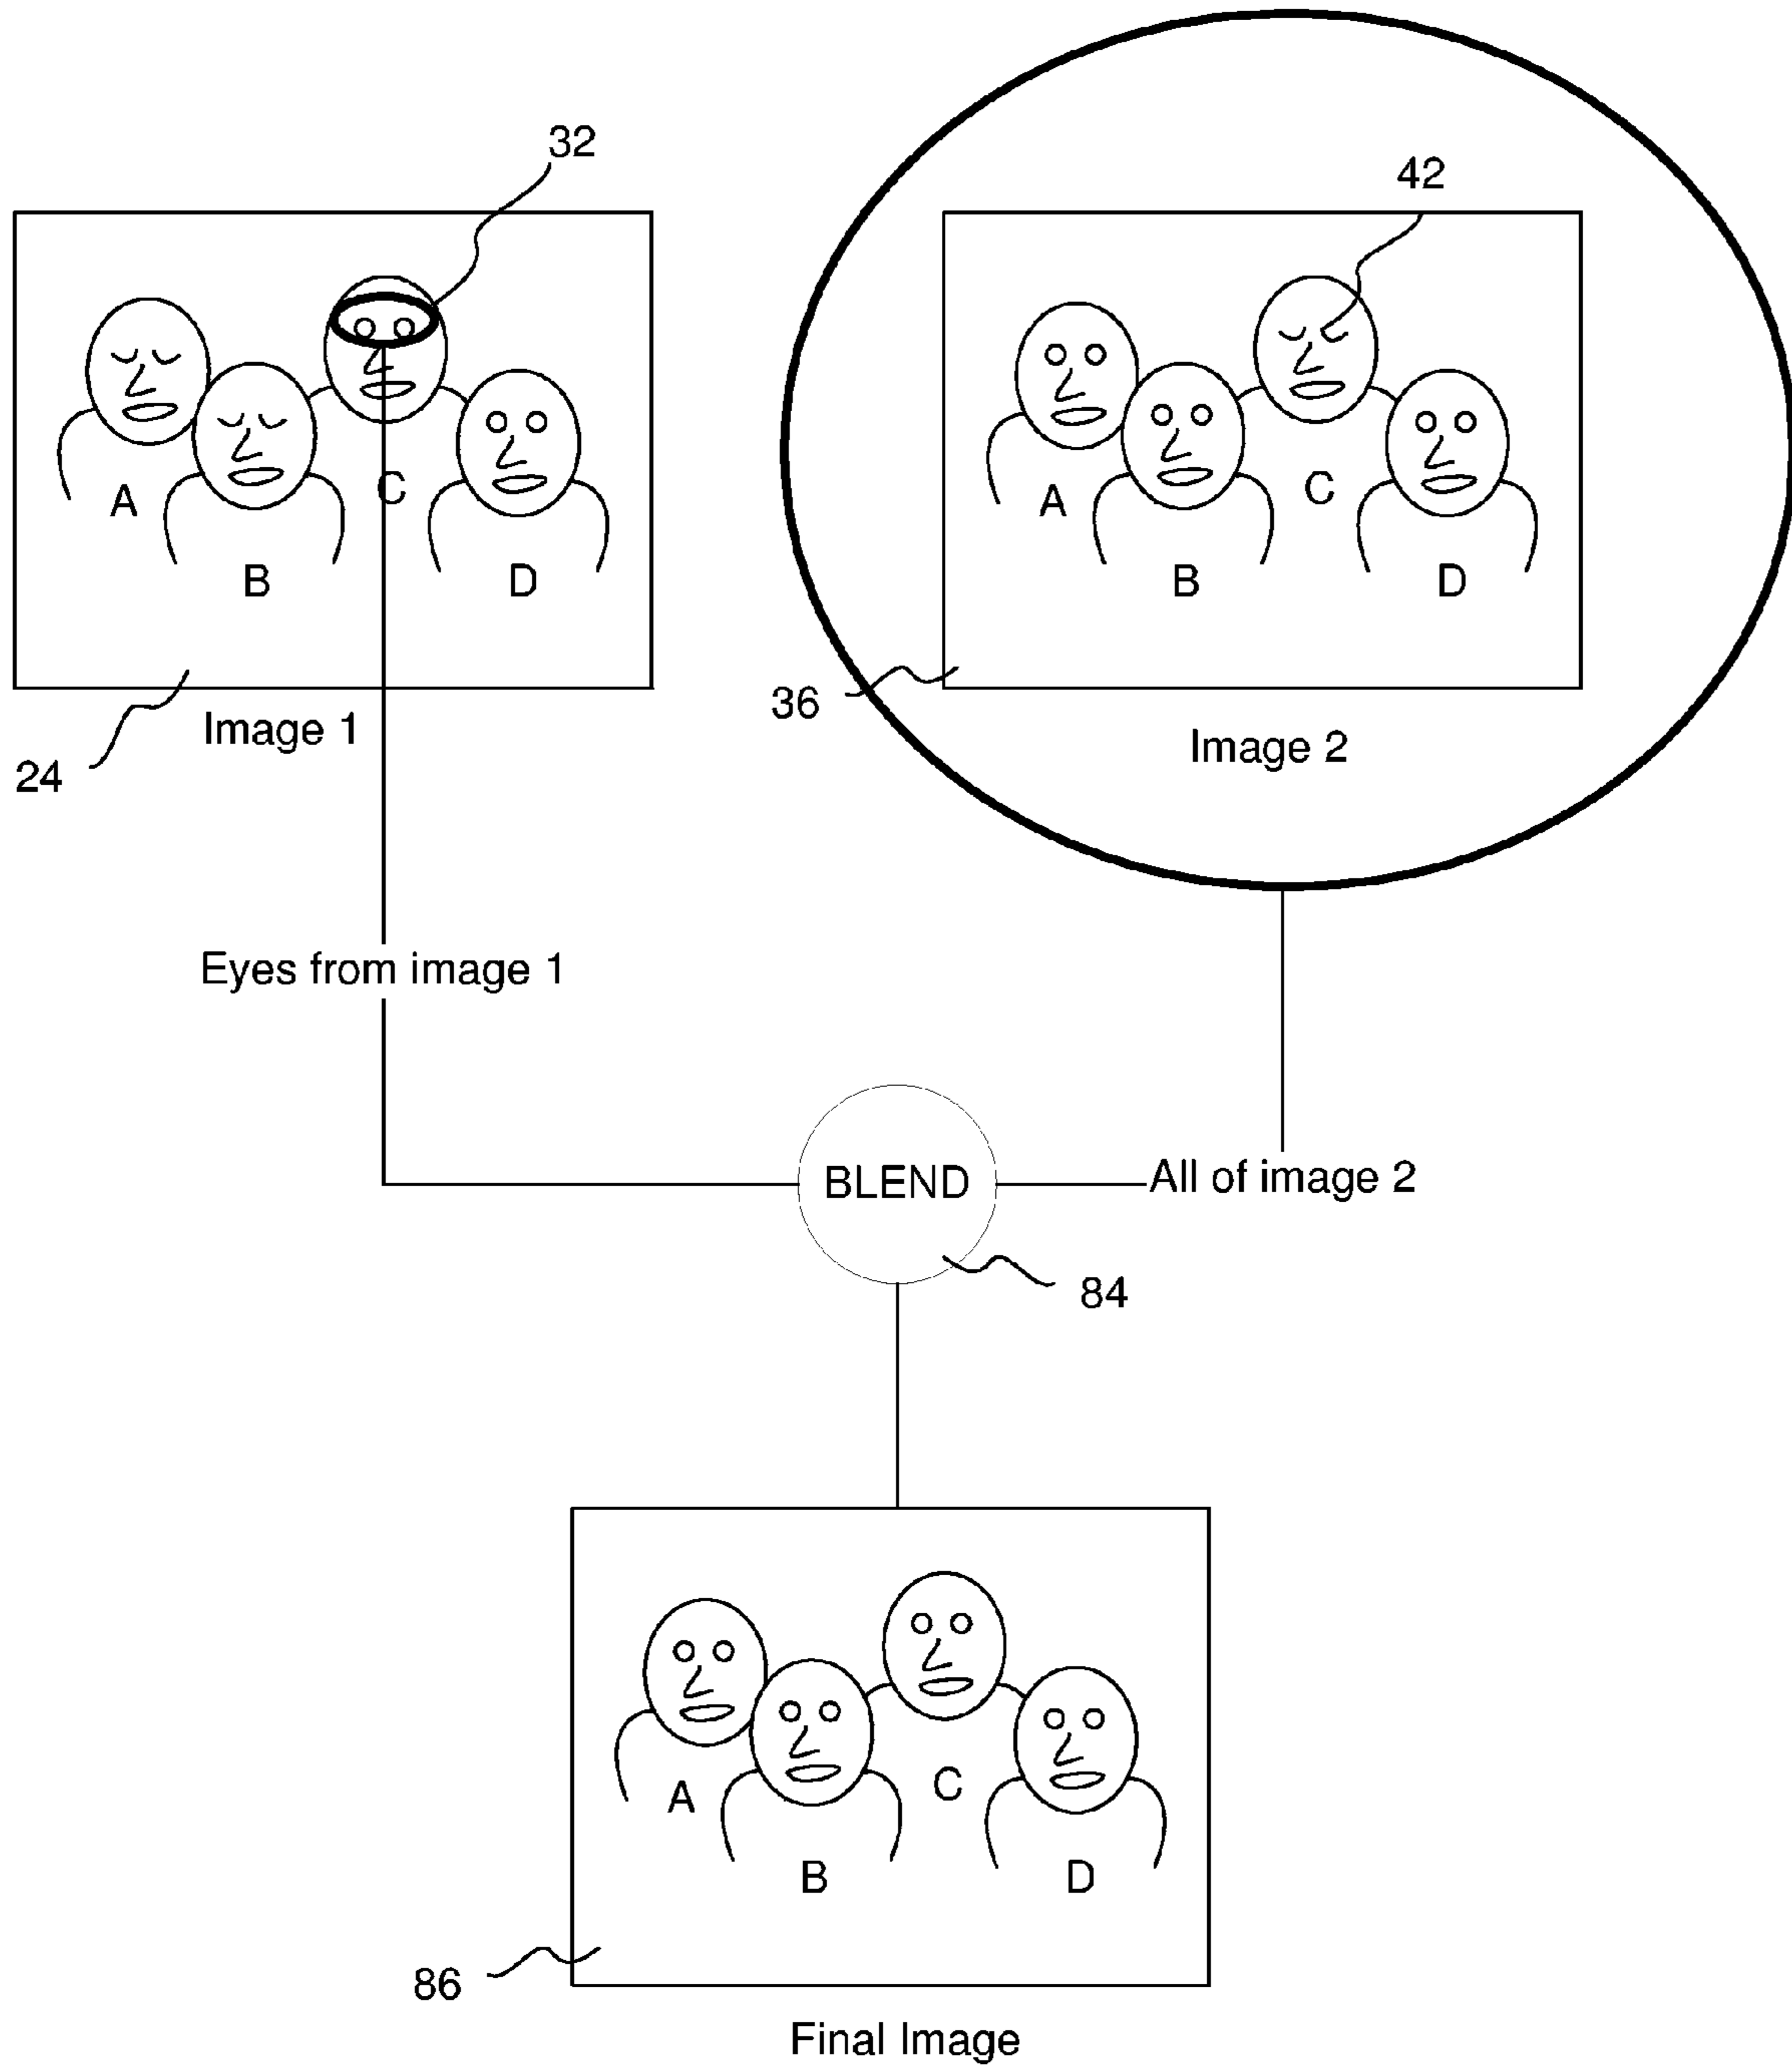 32
42
A
B
C
D
A
B
C
D
36
24
Image 1
Image 2
Eyes from image 1
BLEND
All of image 2
84
A
B
C
D
86
Final Image